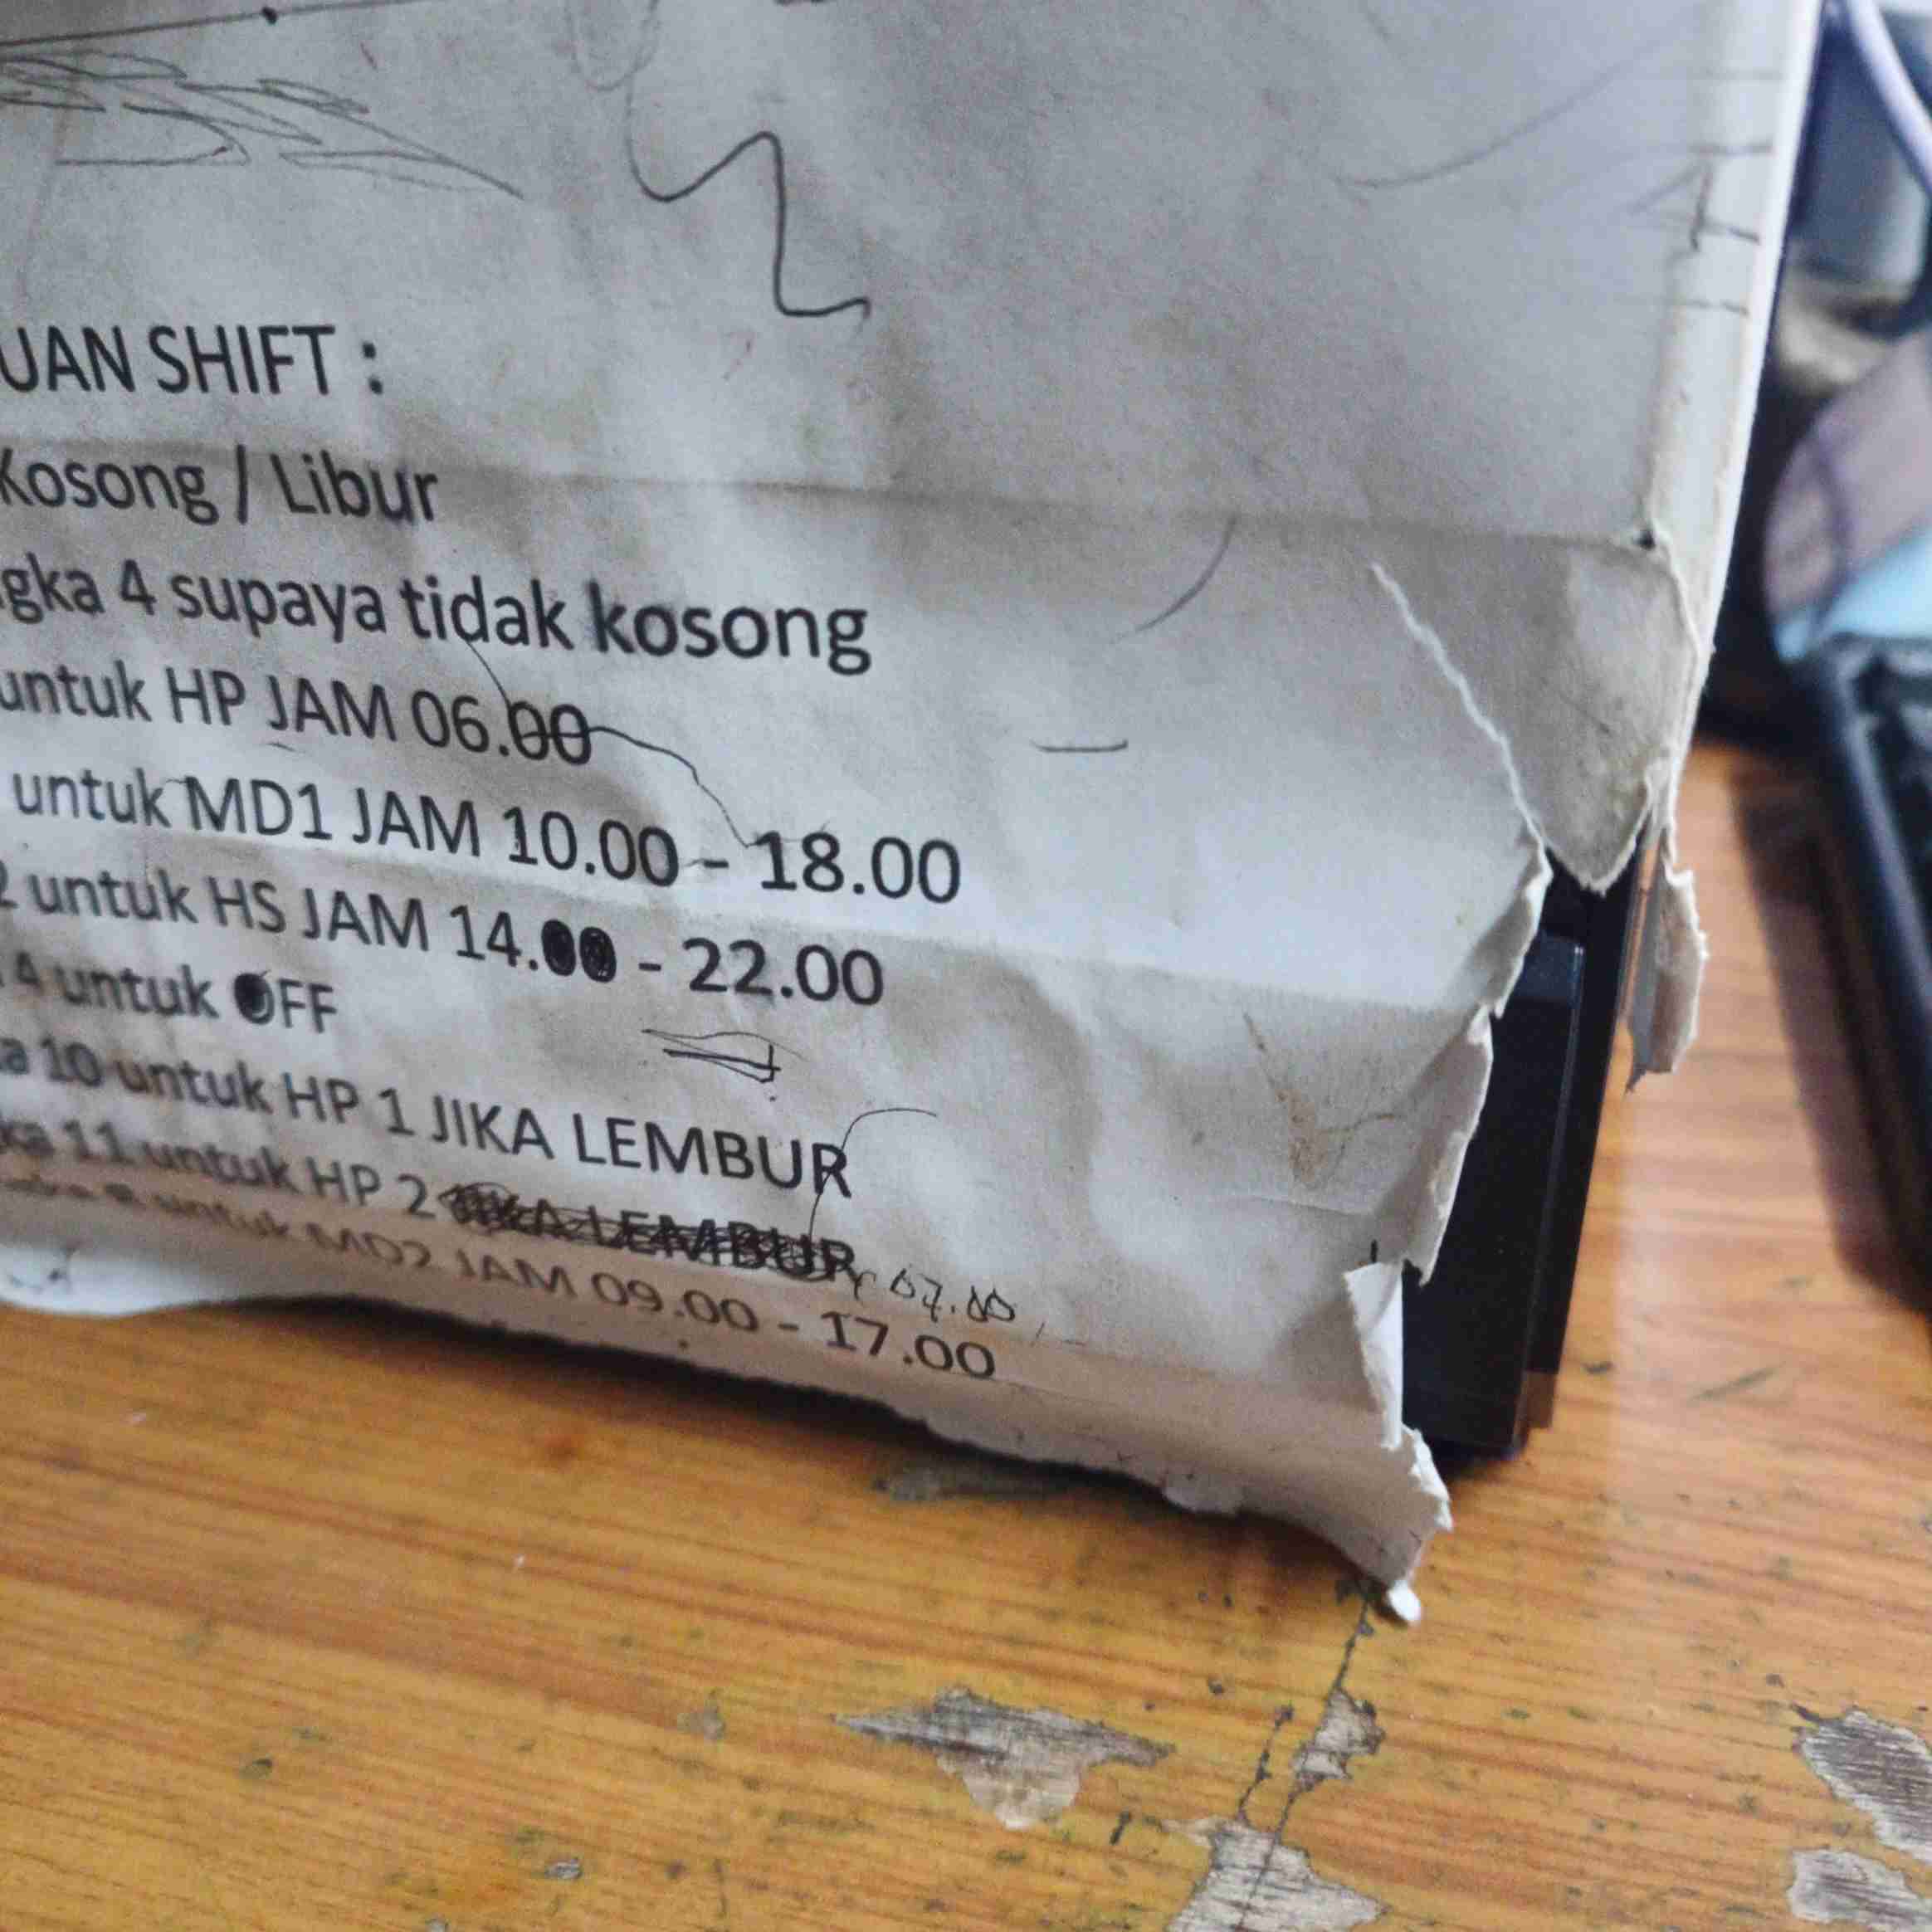 UAN SHIFT :
Kosong / Libur
gka 4 supaya tidak kosong
untuk HP JAM 06.00
untuk MD1 JAM 10.00 - 18.00
2 untuk HS JAM 14.00 - 22.00
4 untuk OFF
a 10 untuk HP 1 JIKA LEMBUR
ka 11 untuk HP 2 JIKA LEMBUR 07.00
untuk MD2 JAM 09.00 - 17.00